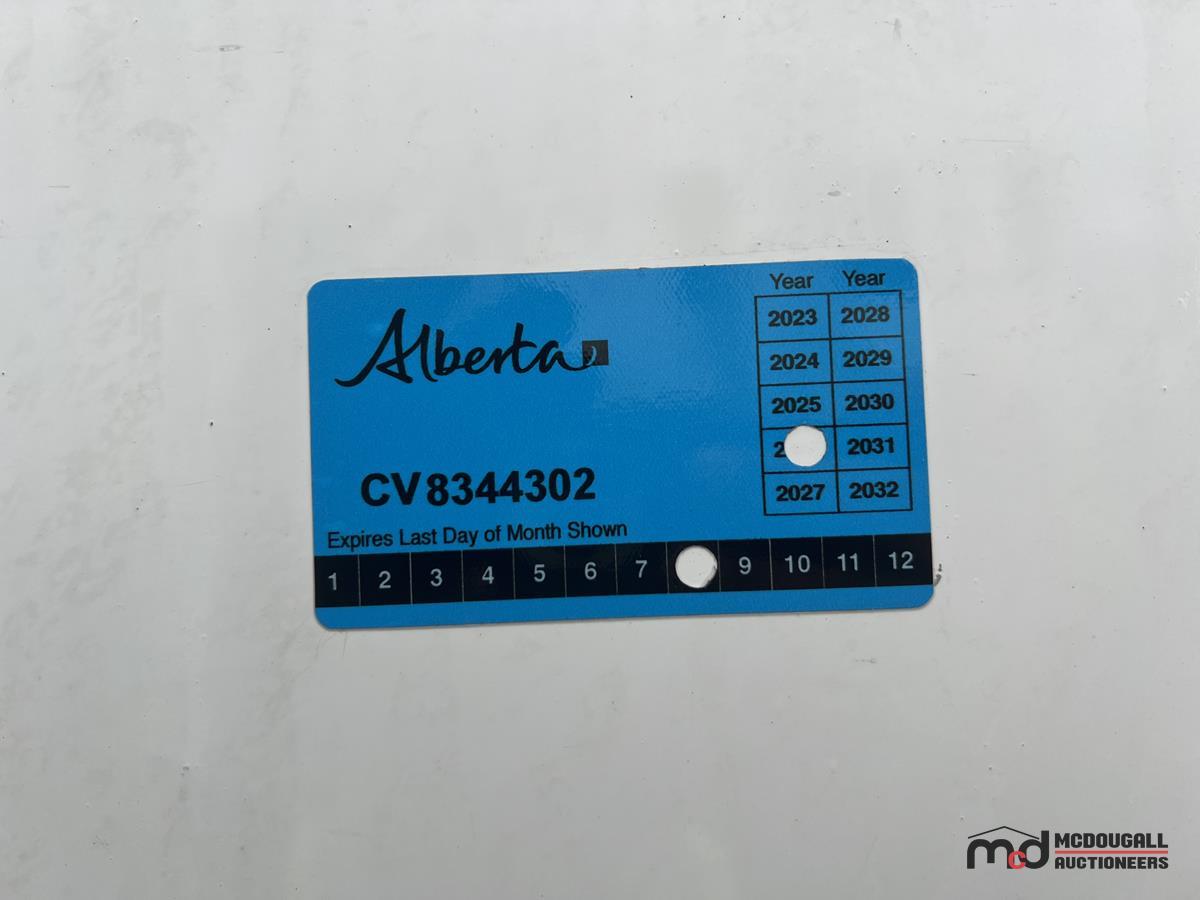 Alberta
Year Year
2023 2028
2024 2029
2025 2030
2031
2027 2032
CV8344302
Expires Last Day of Month Shown
1 2 3 4 5 6 7 9 10 11 12
mcd MCDOUGALL
AUCTIONEERS